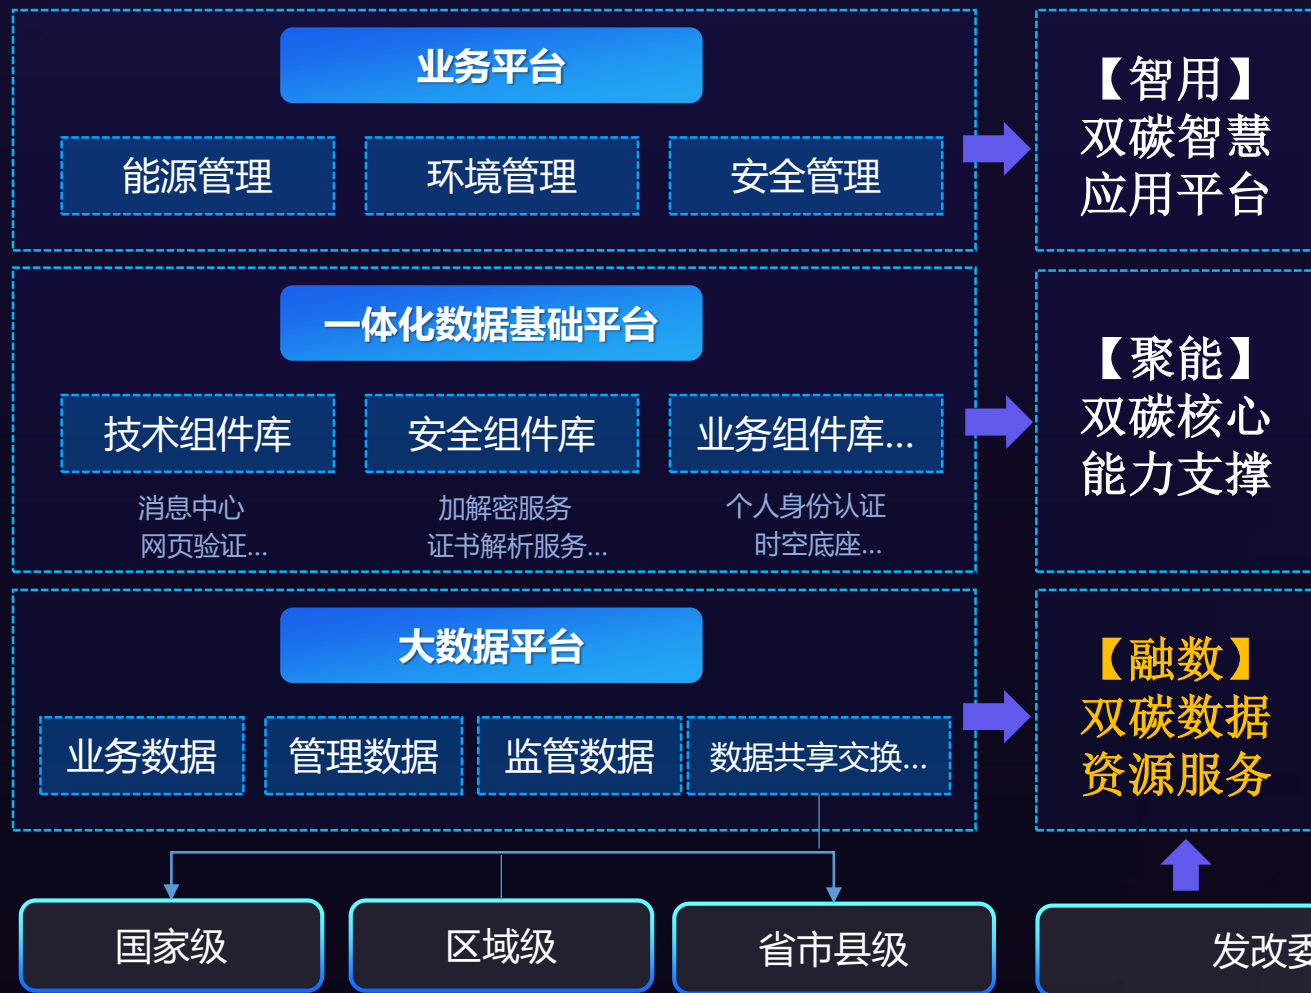 业务平台
能源管理
环境管理
安全管理
【智用】
双碳智慧
应用平台
一体化数据基础平台
技术组件库
安全组件库
业务组件库...
消息中心
网页验证...
加解密服务
证书解析服务...
个人身份认证
时空底座...
【聚能】
双碳核心
能力支撑
大数据平台
业务数据
管理数据
监管数据
数据共享交换...
【融数】
双碳数据
资源服务
国家级
区域级
省市县级
发改委